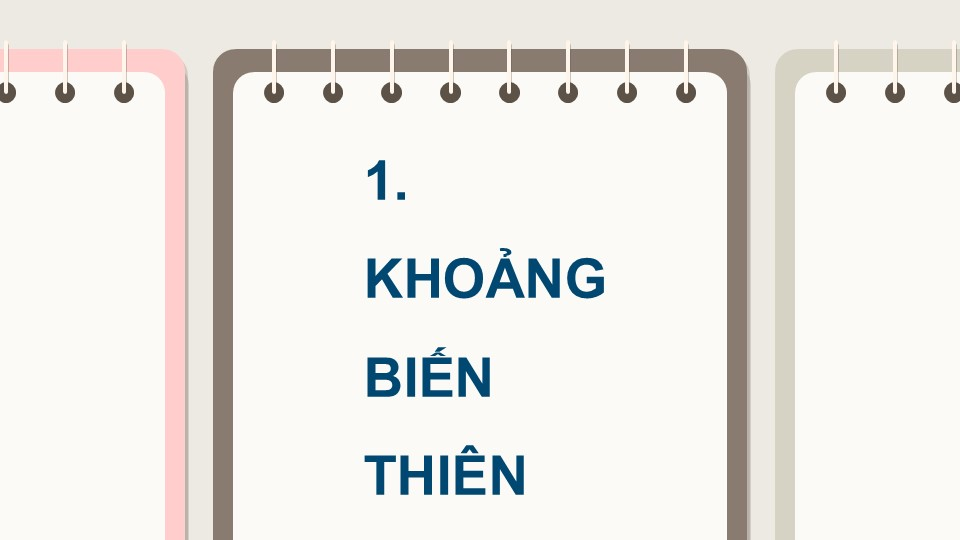 1.
KHOẢNG
BIẾN
THIÊN